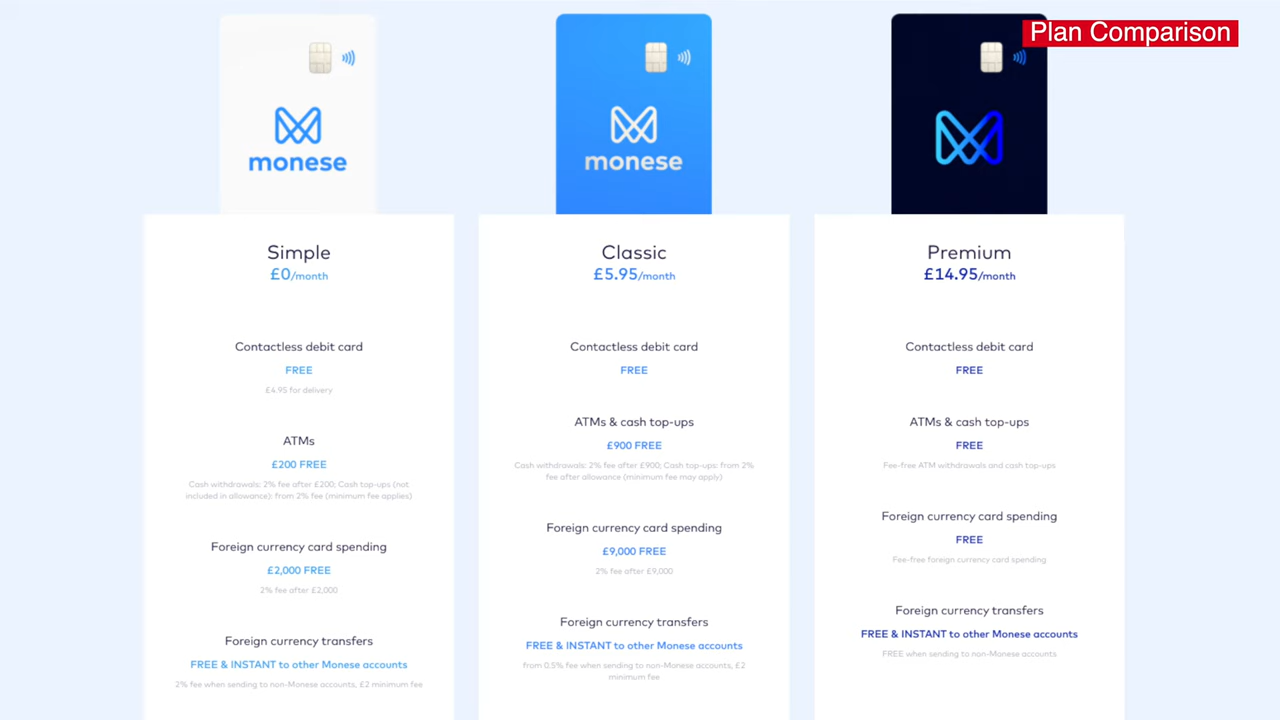 Plan Comparison
monese
monese
Simple
£0/month
Contactless debit card
FREE
£4.95 for delivery
ATMs
£200 FREE
Cash withdrawals: 2% fee after £200; Cash top-ups (not
included in allowance): from 2% fee (minimum fee applies)
Foreign currency card spending
£2,000 FREE
2% fee after £2,000
Foreign currency transfers
FREE & INSTANT to other Monese accounts
2% fee when sending to non-Monese accounts, £2 minimum fee
Classic
£5.95/month
Contactless debit card
FREE
ATMs & cash top-ups
£900 FREE
Cash withdrawals: 2% fee after £900; Cash top-ups: from 2%
fee after allowance (minimum fee may apply)
Foreign currency card spending
£9,000 FREE
2% fee after £9,000
Foreign currency transfers
FREE & INSTANT to other Monese accounts
from 0.5% fee when sending to non-Monese accounts, £2
minimum fee
Premium
£14.95/month
Contactless debit card
FREE
ATMs & cash top-ups
FREE
Fee-free ATM withdrawals and cash top-ups
Foreign currency card spending
FREE
Fee-free foreign currency card spending
Foreign currency transfers
FREE & INSTANT to other Monese accounts
FREE when sending to non-Monese accounts